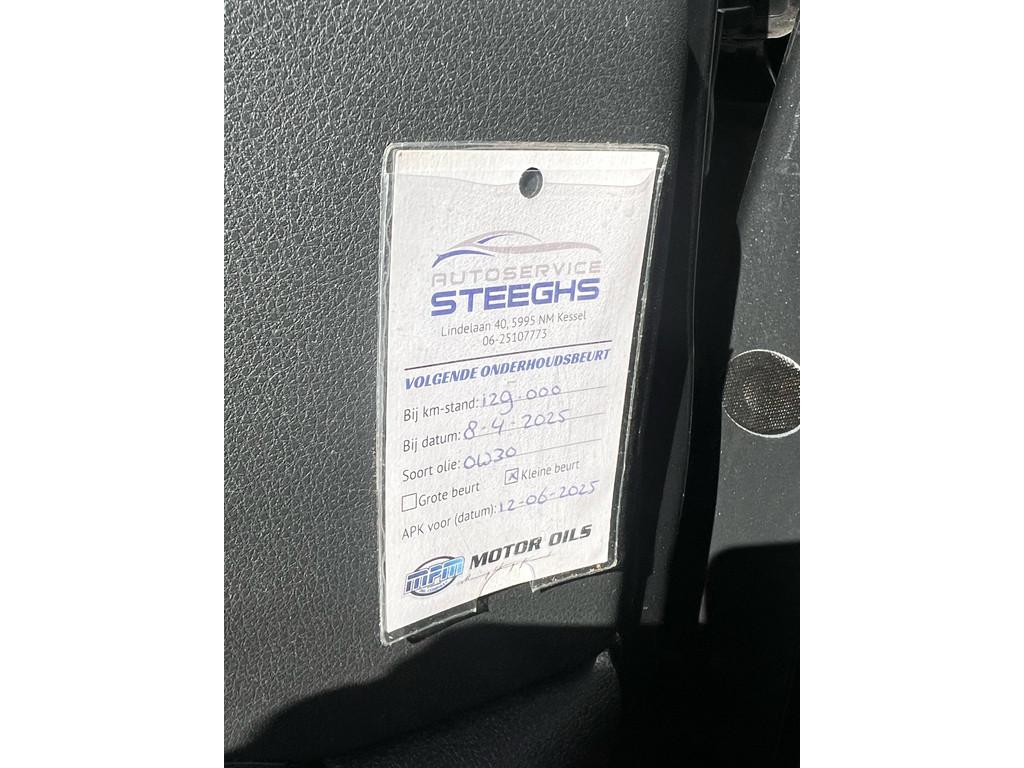 AUTOSERVICE
STEEGHS
Lindelaan 40, 5995 NM Kessel
06-25107773
VOLGENDE ONDERHOUDSBEURT
Bij km-stand: 129.000
Bij datum: 8-4-2025
Soort olie: 0W30
Grote beurt Kleine beurt
APK voor (datum): 12-06-2025
MPM MOTOR OILS